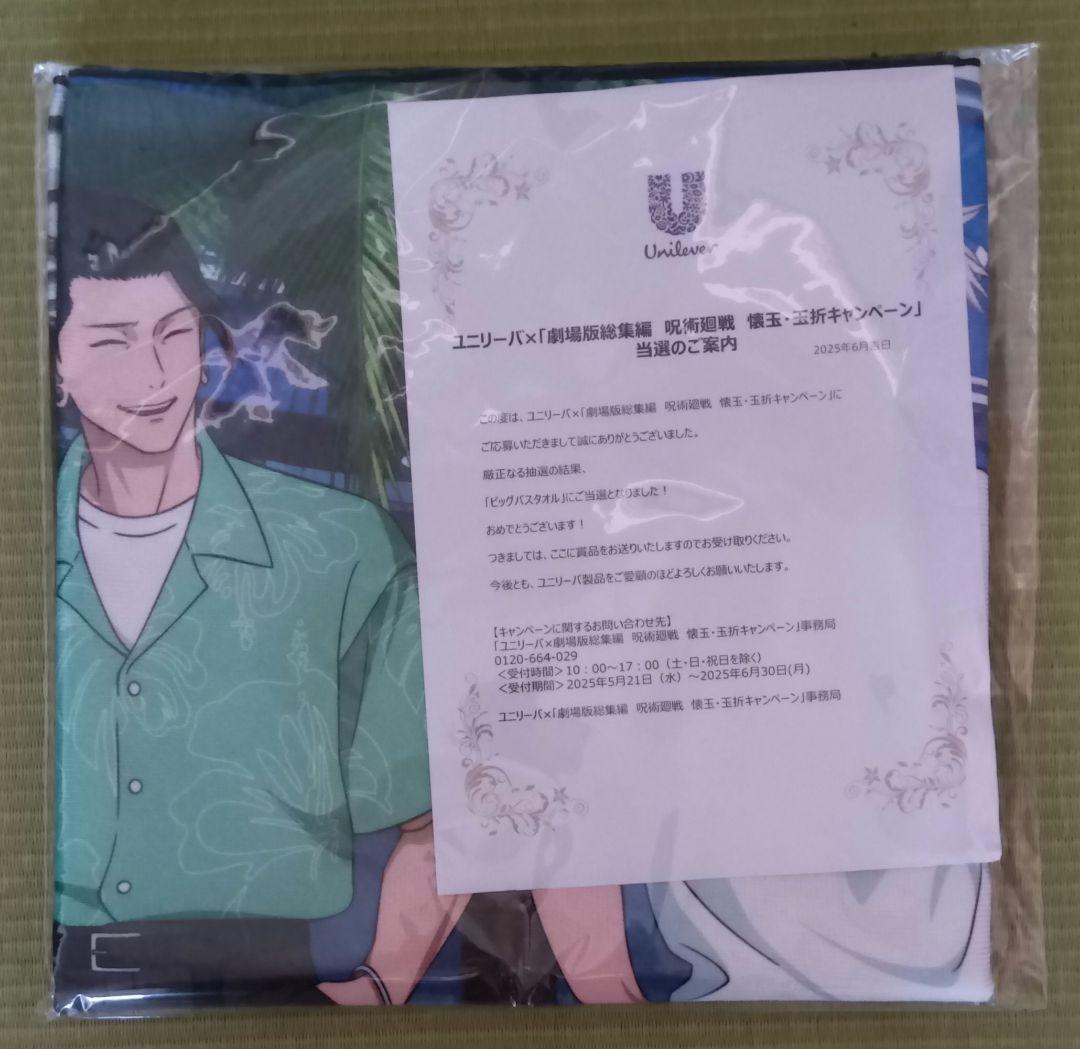 Unilever
ユニリーバ×「劇場版総集編　呪術廻戦　懐玉・玉折キャンペーン」
当選のご案内
2025年6月吉日
この度は、ユニリーバ×「劇場版総集編　呪術廻戦　懐玉・玉折キャンペーン」に
ご応募いただきまして誠にありがとうございました。
厳正なる抽選の結果、
「ビッグバスタオル」にご当選となりました！
おめでとうございます！
つきましては、ここに賞品をお送りいたしますのでお受け取りください。
今後とも、ユニリーバ製品をご愛顧のほどよろしくお願いいたします。
【キャンペーンに関するお問い合わせ先】
「ユニリーバ×劇場版総集編　呪術廻戦　懐玉・玉折キャンペーン」事務局
0120-664-029
＜受付時間＞10：00～17：00（土・日・祝日を除く）
＜受付期間＞2025年5月21日（水）～2025年6月30日(月)
ユニリーバ×「劇場版総集編　呪術廻戦　懐玉・玉折キャンペーン」事務局